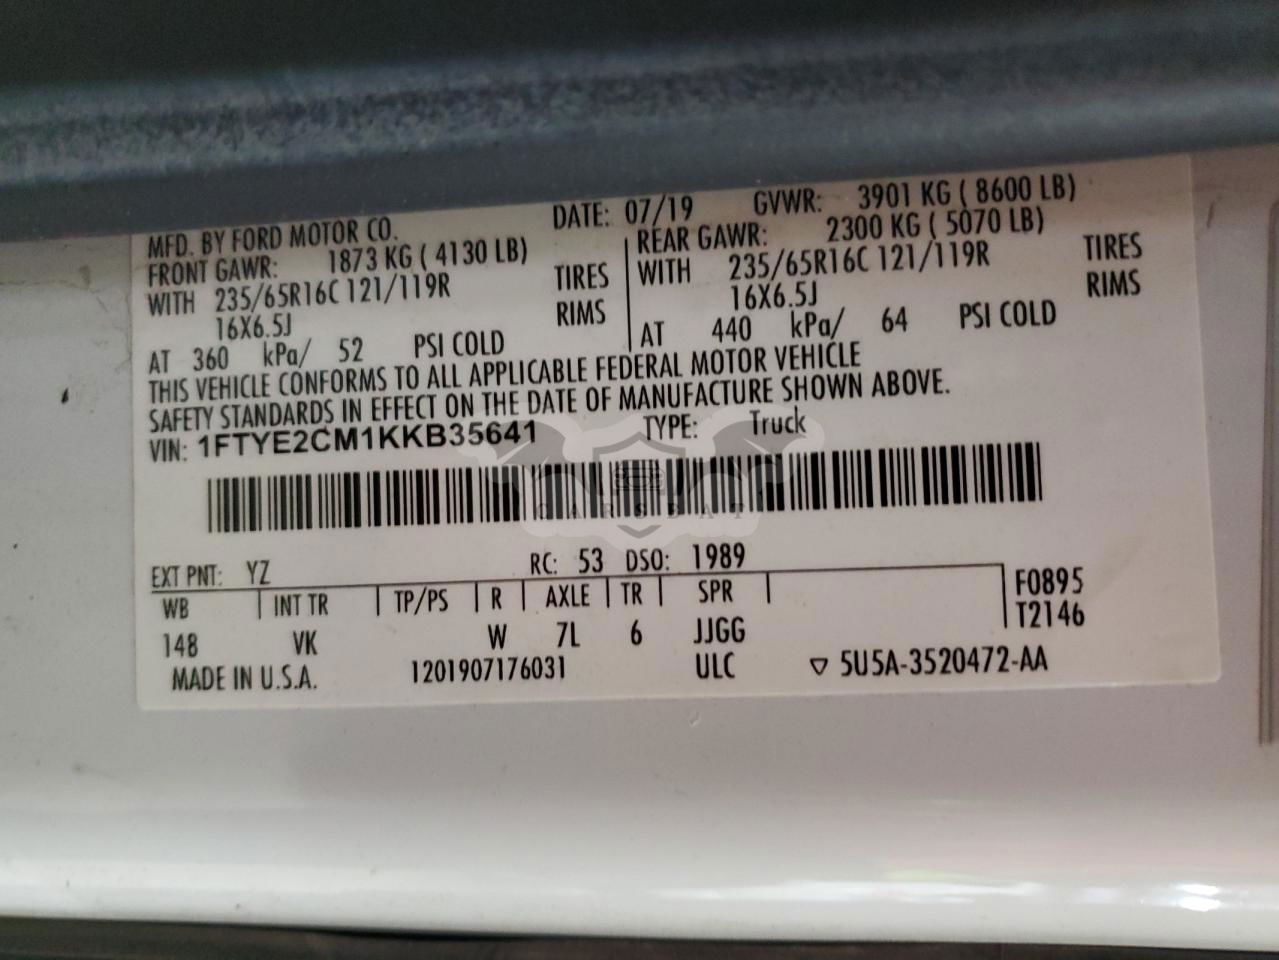 MFD. BY FORD MOTOR CO. DATE: 07/19 GVWR: 3901 KG ( 8600 LB)
FRONT GAWR: 1873 KG ( 4130 LB)
WITH 235/65R16C 121/119R TIRES
16X6.5J RIMS
AT 360 kPa/ 52 PSI COLD
REAR GAWR: 2300 KG ( 5070 LB)
WITH 235/65R16C 121/119R TIRES
16X6.5J RIMS
AT 440 kPa/ 64 PSI COLD
THIS VEHICLE CONFORMS TO ALL APPLICABLE FEDERAL MOTOR VEHICLE
SAFETY STANDARDS IN EFFECT ON THE DATE OF MANUFACTURE SHOWN ABOVE.
VIN: 1FTYE2CM1KKB35641 TYPE: Truck
CARSBAT
EXT PNT: YZ RC: 53 DSO: 1989
WB INT TR TP/PS R AXLE TR SPR F0895
T2146
148 VK W 7L 6 JJGG
MADE IN U.S.A. 1201907176031 ULC ▽ 5U5A-3520472-AA